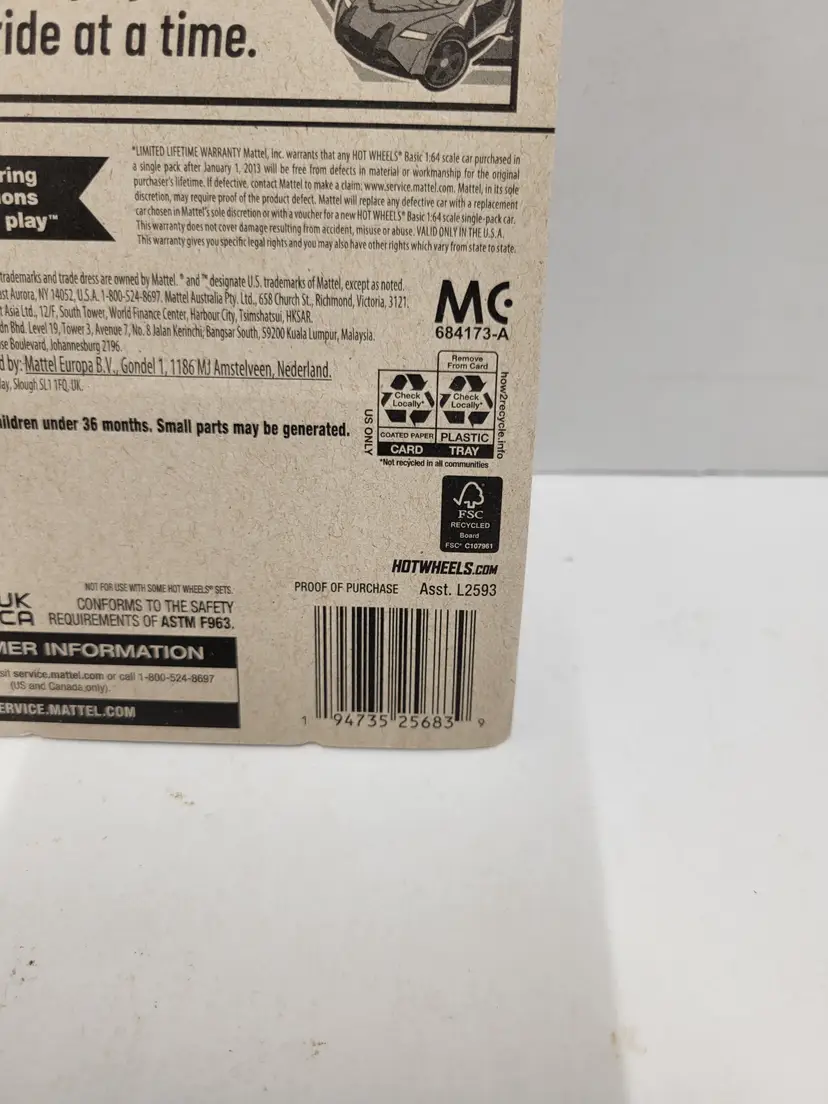 ide at a time.
*LIMITED LIFETIME WARRANTY Mattel, Inc. warrants that any HOT WHEELS® Basic 1:64 scale car purchased in
a single pack after January 1, 2013 will be free from defects in material or workmanship for the original
purchaser's lifetime. If defective, contact Mattel to make a claim, www.service.mattel.com. Mattel, in its sole
discretion, may require proof of the product defect. Mattel will replace any defective car with a replacement
car chosen in Mattel's sole discretion or with a voucher for a new HOT WHEELS® Basic 1:64 scale single-pack car.
This warranty does not cover damage resulting from accident, misuse or abuse. VALID ONLY IN THE U.S.A.
This warranty gives you specific legal rights and you may also have other rights which vary from state to state.
ring
ons
play™
trademarks and trade dress are owned by Mattel. ® and ™ designate U.S. trademarks of Mattel, except as noted.
st Aurora, NY 14052, U.S.A. 1-800-524-8697. Mattel Australia Pty. Ltd., 658 Church St., Richmond, Victoria, 3121.
t Asia Ltd., 12/F, South Tower, World Finance Center, Harbour City, Tsimshatsui, HKSAR.
dn Bhd. Level 19, Tower 3, Avenue 7, No. 8 Jalan Kerinchi, Bangsar South, 59200 Kuala Lumpur, Malaysia.
se Boulevard, Johannesburg 2196.
d by: Mattel Europa B.V., Gondel 1, 1186 MJ Amstelveen, Nederland.
ay, Slough SL1 1FQ, UK.
MC
684173-A
ildren under 36 months. Small parts may be generated.
US ONLY
Check
Locally*
COATED PAPER
CARD
Remove
From Card
Check
Locally*
PLASTIC
TRAY
how2recycle.info
*Not recycled in all communities
FSC
RECYCLED
Board
FSC® C107961
HOTWHEELS.COM
PROOF OF PURCHASE Asst. L2593
1 94735 25683 9
NOT FOR USE WITH SOME HOT WHEELS® SETS.
UK
CA
CONFORMS TO THE SAFETY
REQUIREMENTS OF ASTM F963.
MER INFORMATION
sit service.mattel.com or call 1-800-524-8697
(US and Canada only).
ERVICE.MATTEL.COM